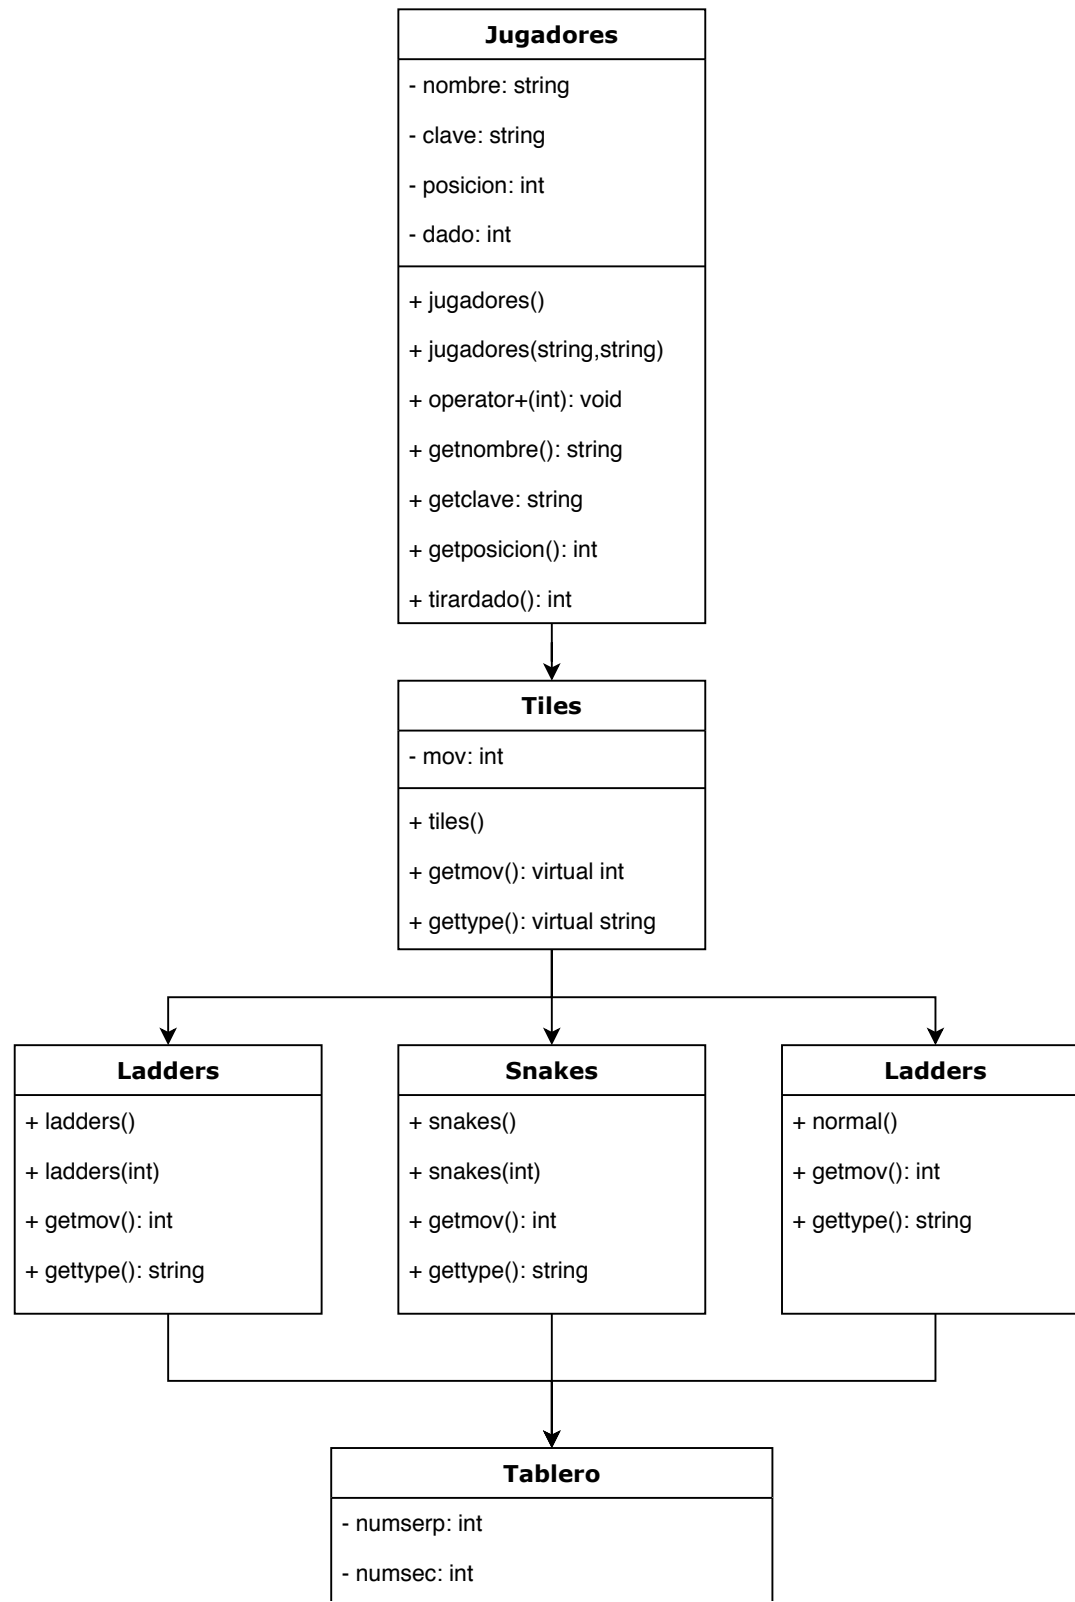 Jugadores
- nombre: string
- clave: string
- posicion: int
- dado: int
+ jugadores()
+ jugadores(string,string)
+ operator+(int): void
+ getnombre(): string
+ getclave: string
+ getposicion(): int
+ tirardado(): int
Tiles
- mov: int
+ tiles()
+ getmov(): virtual int
+ gettype(): virtual string
Ladders
+ ladders()
+ ladders(int)
+ getmov(): int
+ gettype(): string
Snakes
+ snakes()
+ snakes(int)
+ getmov(): int
+ gettype(): string
Ladders
+ normal()
+ getmov(): int
+ gettype(): string
Tablero
- numserp: int
- numsec: int